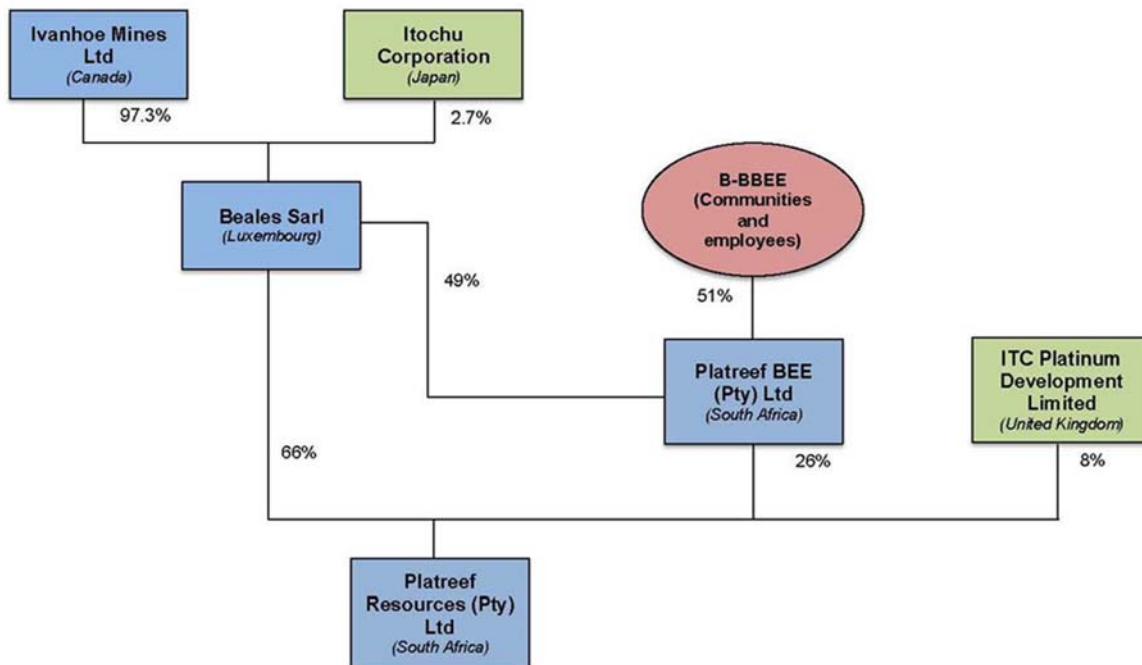 Ivanhoe Mines
Ltd
(Canada)
Itochu
Corporation
(Japan)
97.3%
2.7%
Beales Sarl
(Luxembourg)
B-BBEE
(Communities
and
employees)
49%
51%
Platreef BEE
(Pty) Ltd
(South Africa)
ITC Platinum
Development
Limited
(United Kingdom)
66%
26%
8%
Platreef
Resources (Pty)
Ltd
(South Africa)